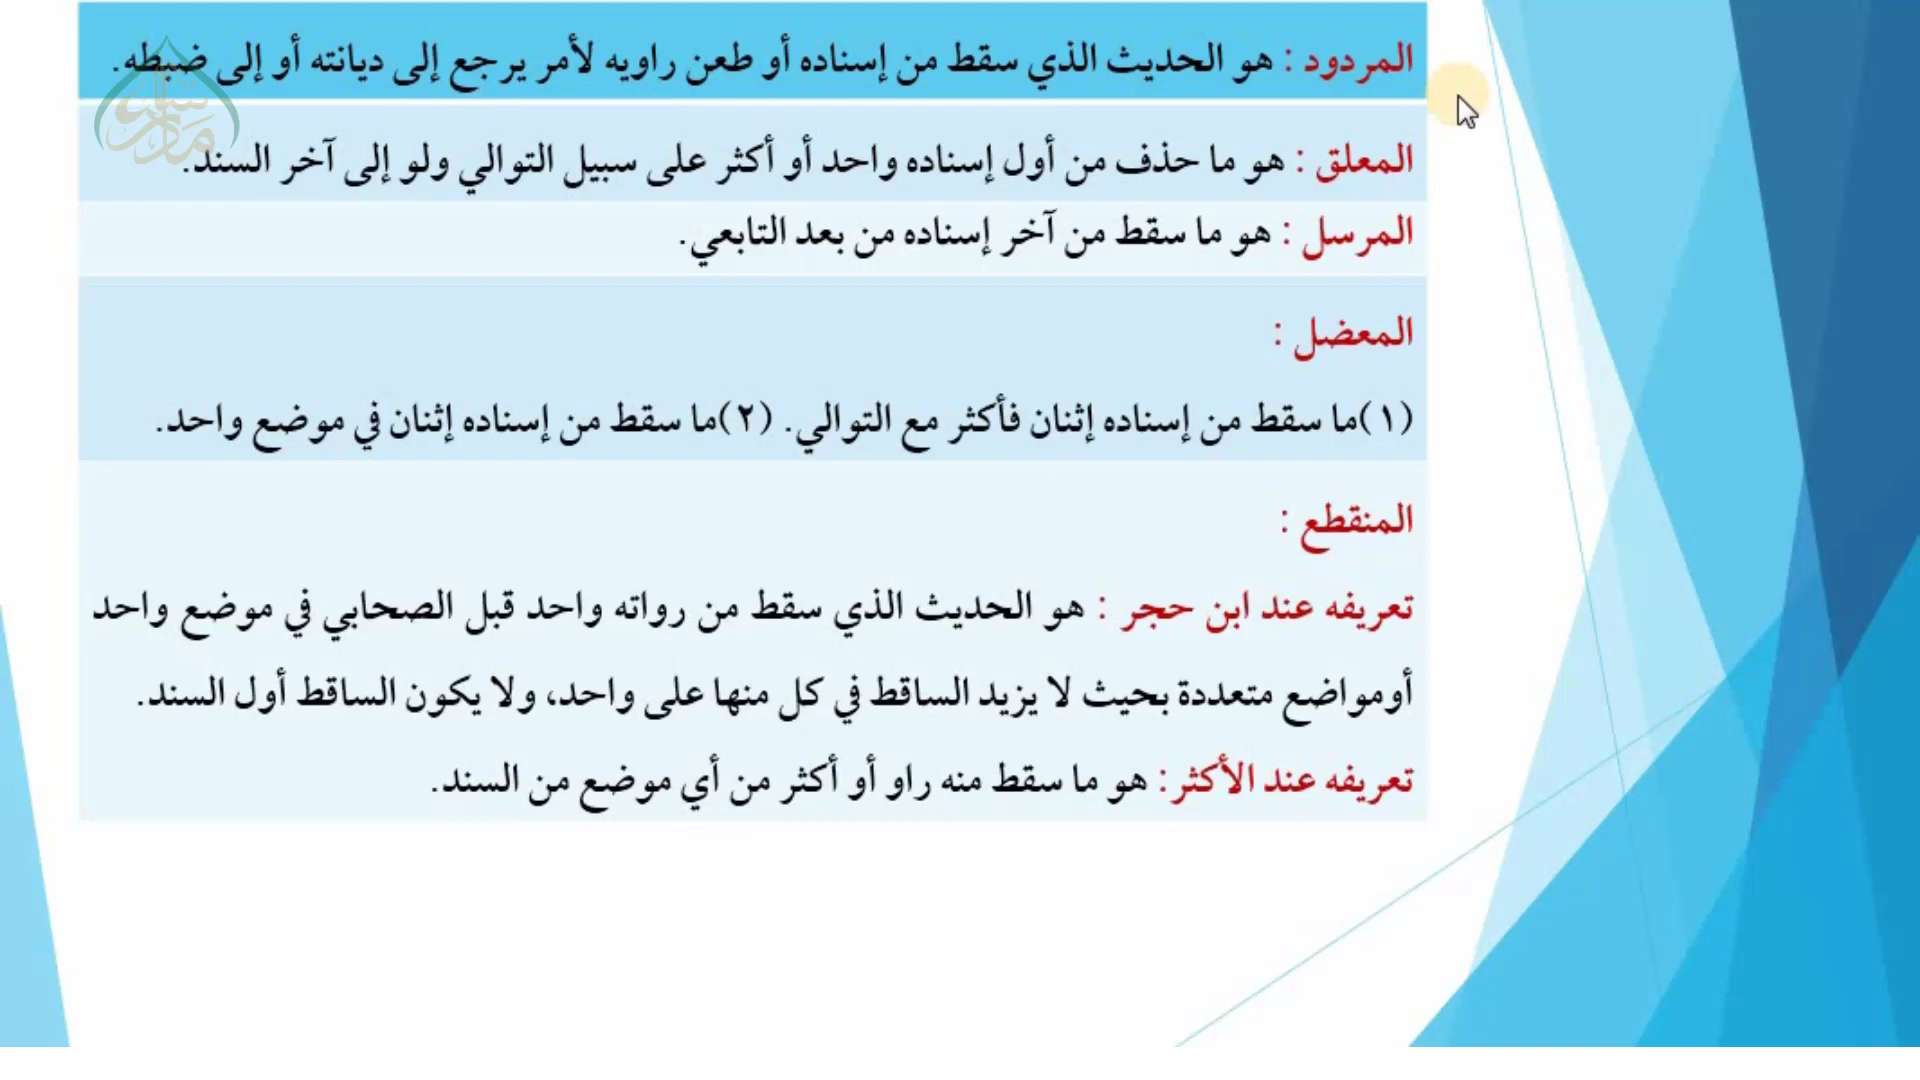 المردود : هو الحديث الذي سقط من إسناده أو طعن راويه لأمر يرجع إلى ديانته أو إلى ضبطه.
المعلق : هو ما حذف من أول إسناده واحد أو أكثر على سبيل التوالي ولو إلى آخر السند.
المرسل : هو ما سقط من آخر إسناده من بعد التابعي.
المعضل :
(١)ما سقط من إسناده إثنان فأكثر مع التوالي. (٢)ما سقط من إسناده إثنان في موضع واحد.
المنقطع :
تعريفه عند ابن حجر : هو الحديث الذي سقط من رواته واحد قبل الصحابي في موضع واحد
أومواضع متعددة بحيث لا يزيد الساقط في كل منها على واحد، ولا يكون الساقط أول السند.
تعريفه عند الأكثر: هو ما سقط منه راو أو أكثر من أي موضع من السند.